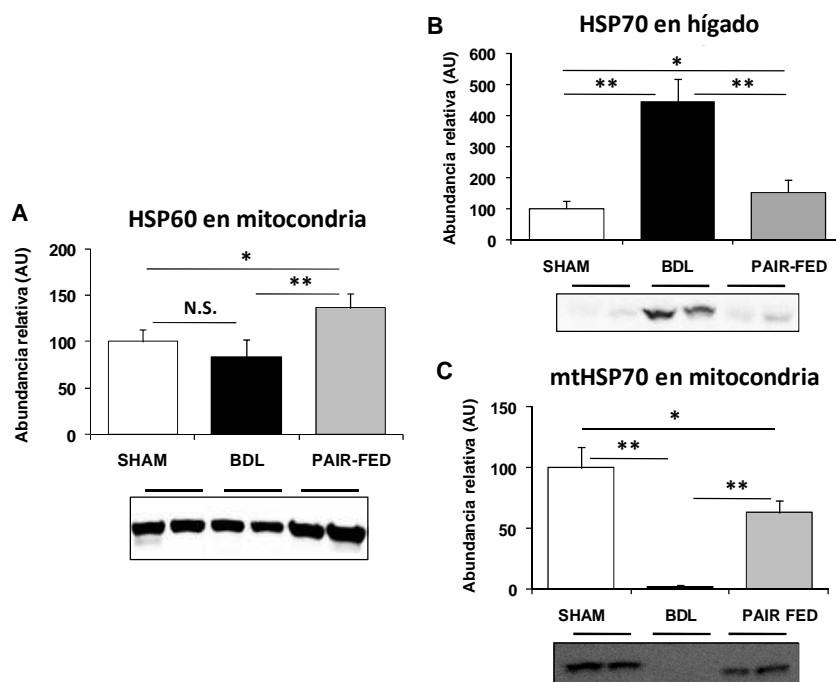 A
HSP60 en mitocondria
Abundancia relativa (AU)
200
150
100
50
0
*
**
N.S.
SHAM BDL PAIR-FED
B
HSP70 en hígado
Abundancia relativa (AU)
600
500
400
300
200
100
0
*
** **
SHAM BDL PAIR-FED
C
mtHSP70 en mitocondria
Abundancia relativa (AU)
150
100
50
0
*
**
**
SHAM BDL PAIR FED